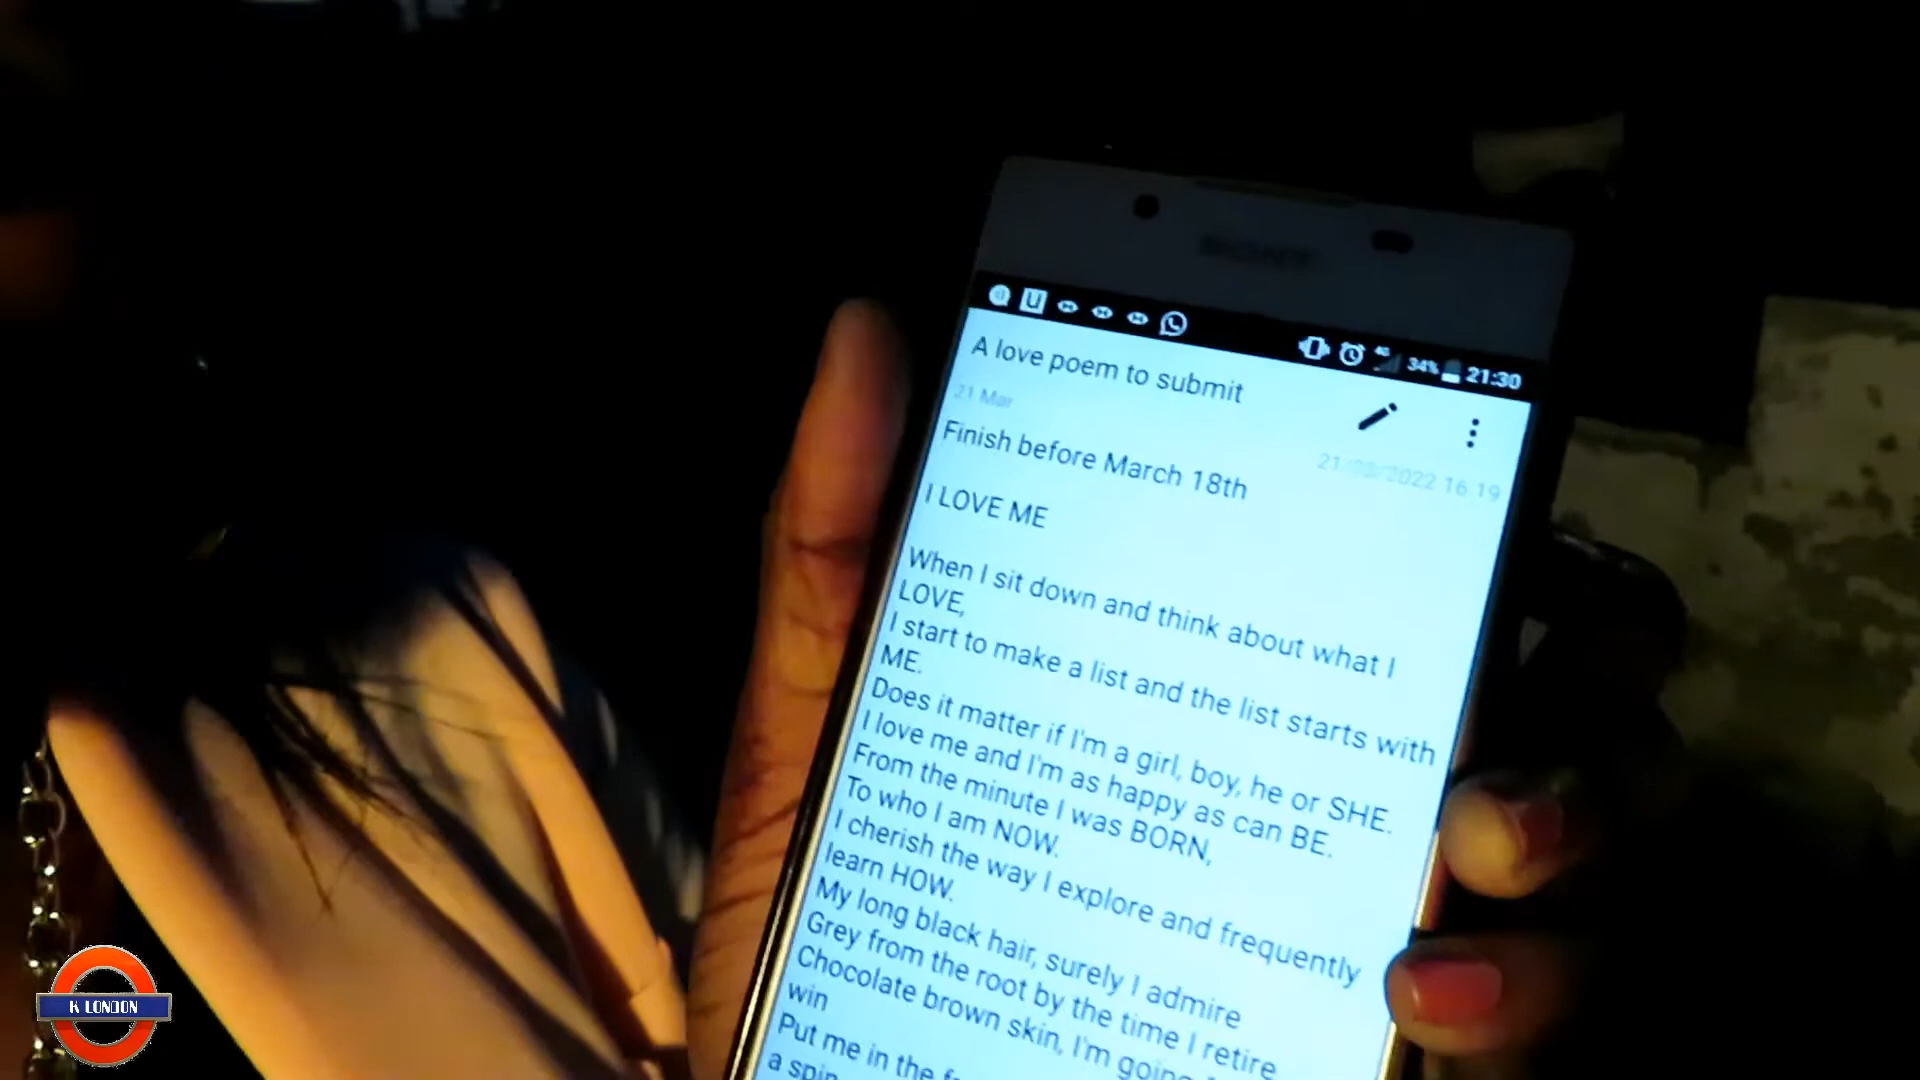 SONY
34% 21:30
A love poem to submit
21 Mar
21/03/2022 16:19
Finish before March 18th
I LOVE ME
When I sit down and think about what I
LOVE,
I start to make a list and the list starts with
ME.
Does it matter if I'm a girl, boy, he or SHE.
I love me and I'm as happy as can BE.
From the minute I was BORN,
To who I am NOW.
I cherish the way I explore and frequently
learn HOW.
My long black hair, surely I admire
Grey from the root by the time I retire
Chocolate brown skin, I'm going
win
Put me in the
a spin
K LONDON